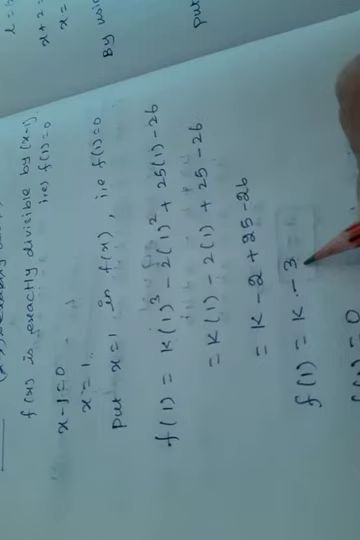 f(x) is exactly divisible by (x-1)
i.e, f(1)=0
x-1=0
x=1.
Put x=1 in f(x), i.e f(1)=0
f(1) = K(1)³ - 2(1)² + 25(1) - 26
= K(1) - 2(1) + 25 - 26
= K - 2 + 25 - 26
f(1) = K - 3